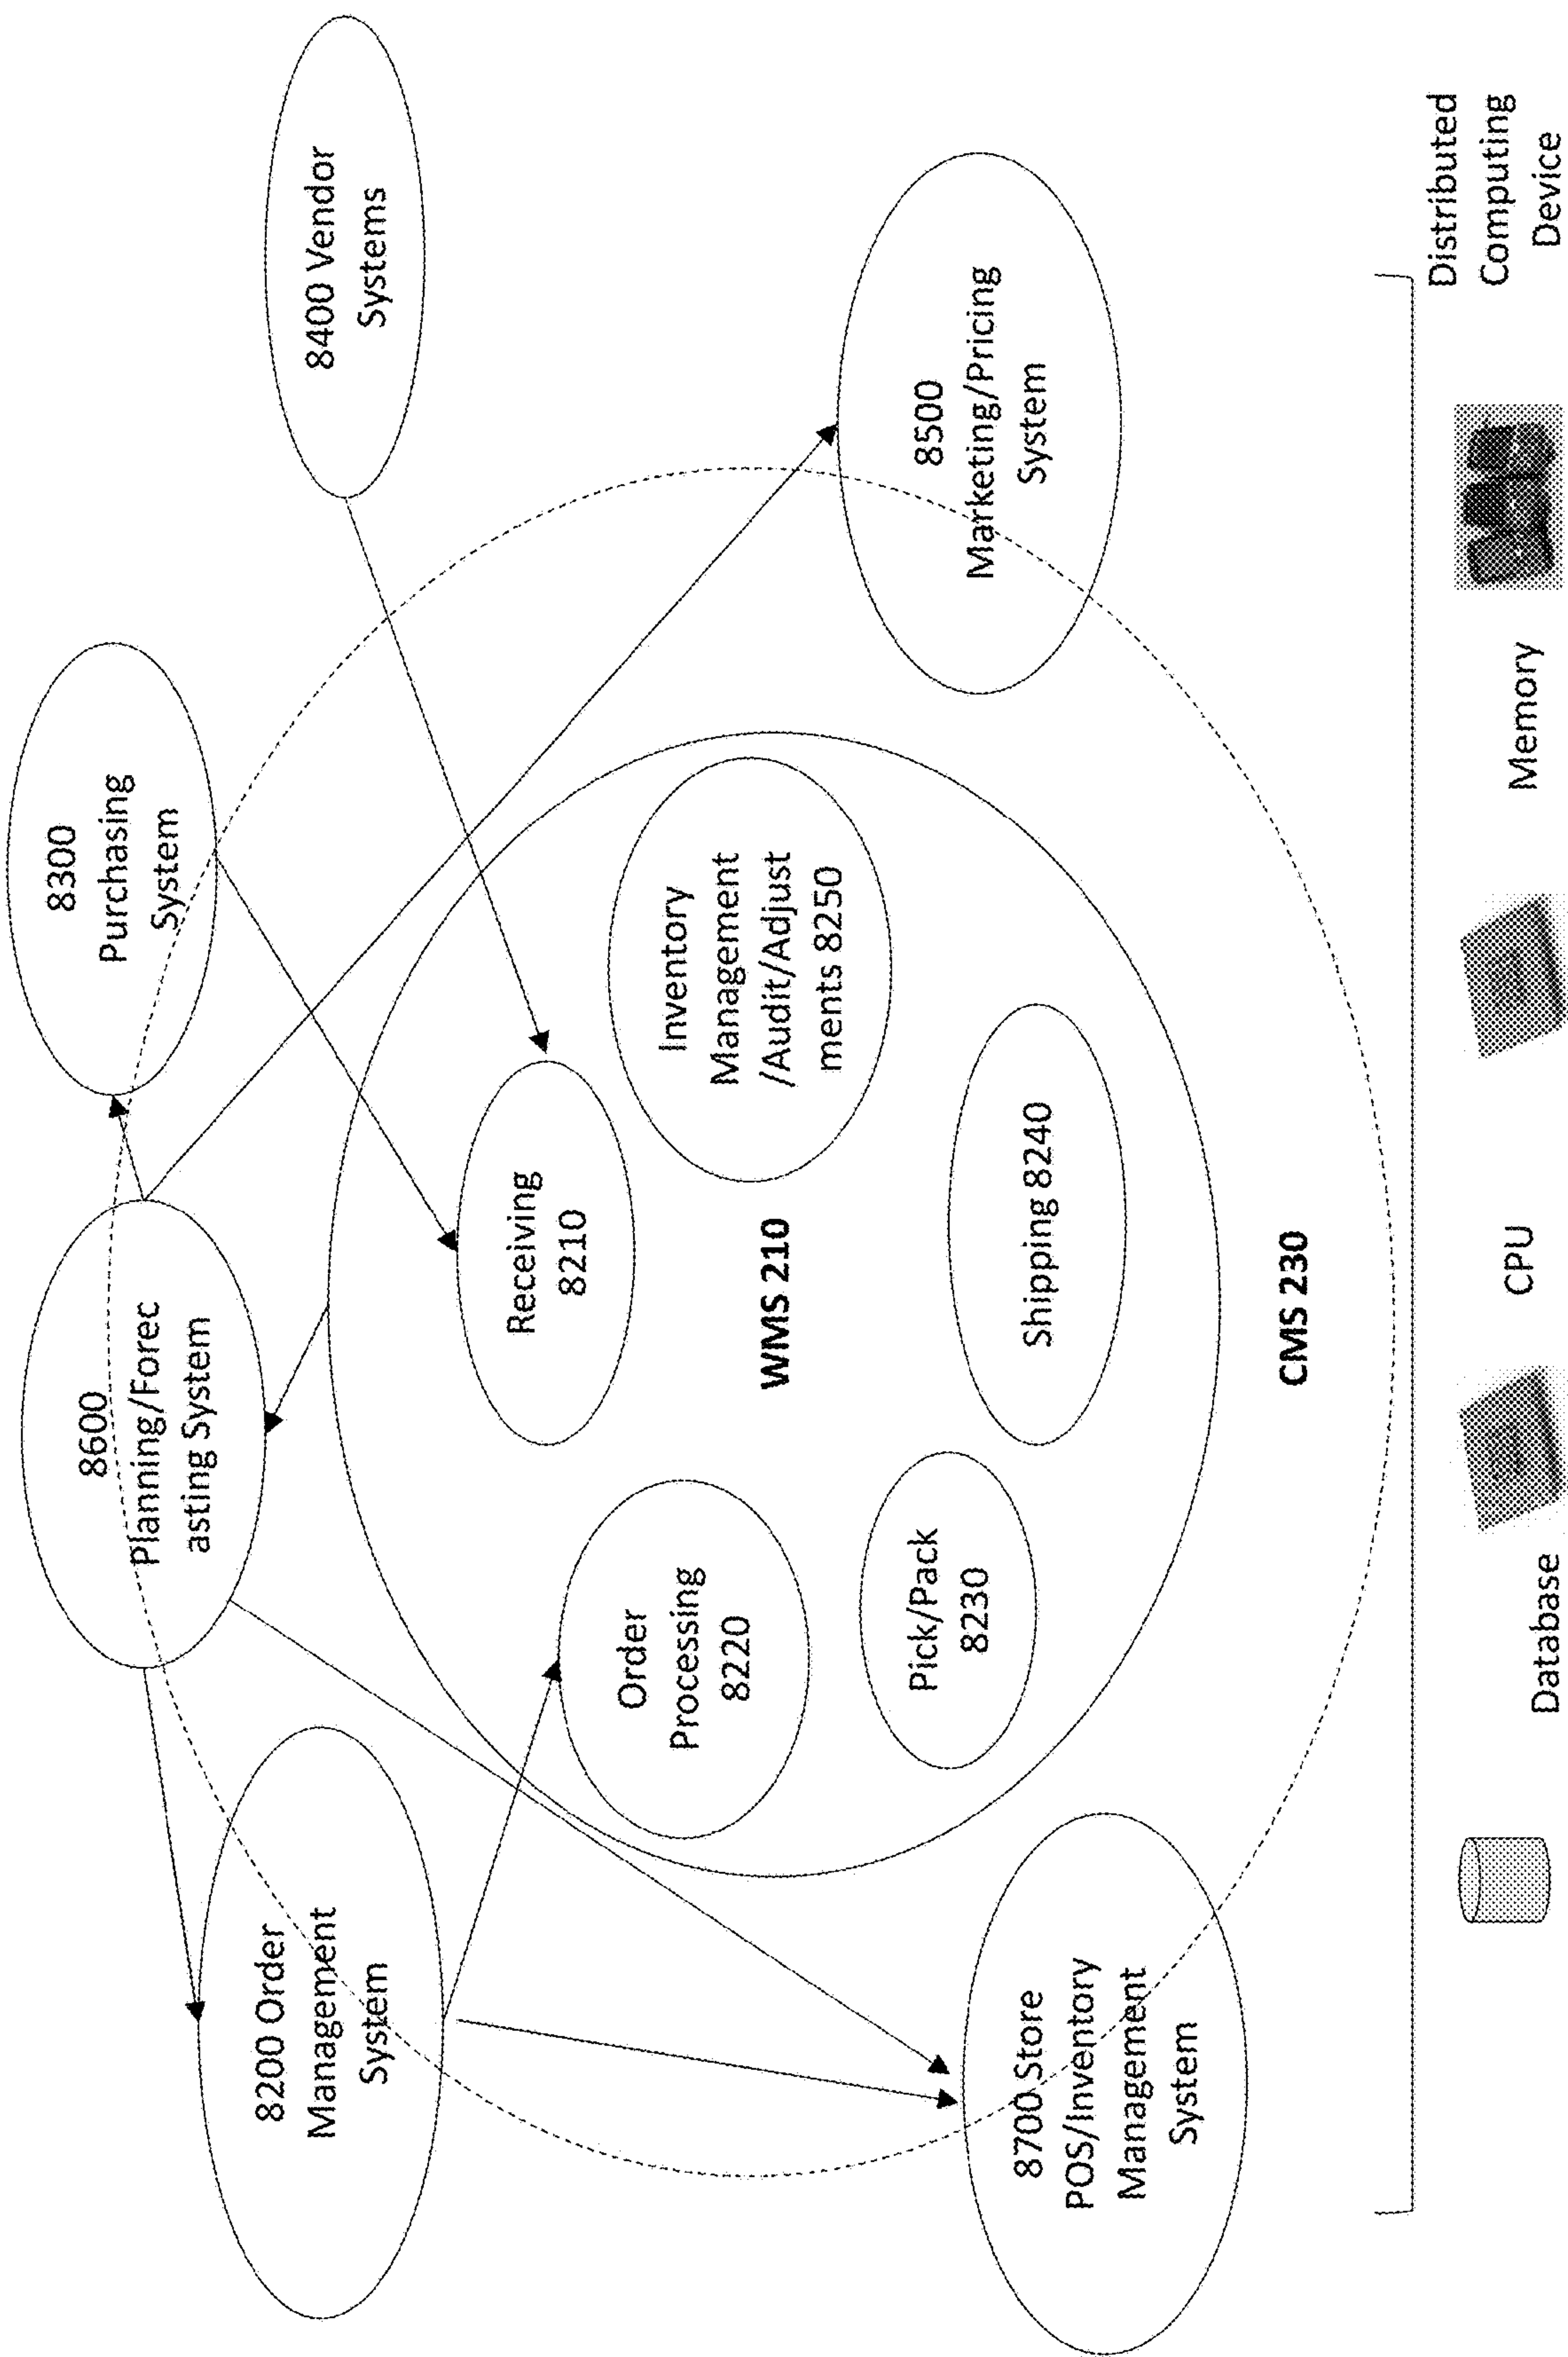 8600
Planning/Forec
asting System
8300
Purchasing
System
8200 Order
Management
System
8400 Vendor
Systems
Receiving
8210
Order
Processing
8220
Inventory
Management
/Audit/Adjust
ments 8250
WMS 210
Pick/Pack
8230
Shipping 8240
8500
Marketing/Pricing
System
8700 Store
POS/Inventory
Management
System
CMS 230
Database
CPU
Memory
Distributed
Computing
Device